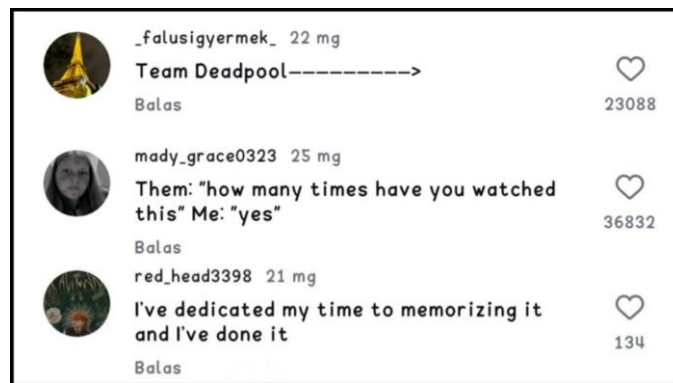 _falusigyermek_ 22 mg
Team Deadpool—————————>
Balas
23088
mady_grace0323 25 mg
Them: "how many times have you watched
this" Me: "yes"
Balas
36832
red_head3398 21 mg
I've dedicated my time to memorizing it
and I've done it
Balas
134